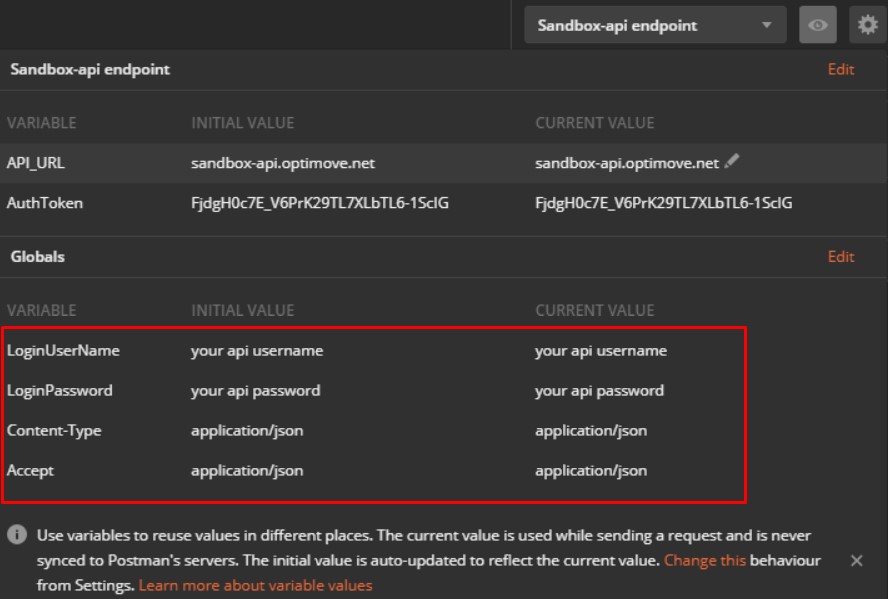 Sandbox-api endpoint
Sandbox-api endpoint Edit
VARIABLE INITIAL VALUE CURRENT VALUE
API_URL sandbox-api.optimove.net sandbox-api.optimove.net
AuthToken FjdgH0c7E_V6PrK29TL7XLbTL6-1ScIG FjdgH0c7E_V6PrK29TL7XLbTL6-1ScIG
Globals Edit
VARIABLE INITIAL VALUE CURRENT VALUE
LoginUserName your api username your api username
LoginPassword your api password your api password
Content-Type application/json application/json
Accept application/json application/json
Use variables to reuse values in different places. The current value is used while sending a request and is never
synced to Postman's servers. The initial value is auto-updated to reflect the current value. Change this behaviour
from Settings. Learn more about variable values